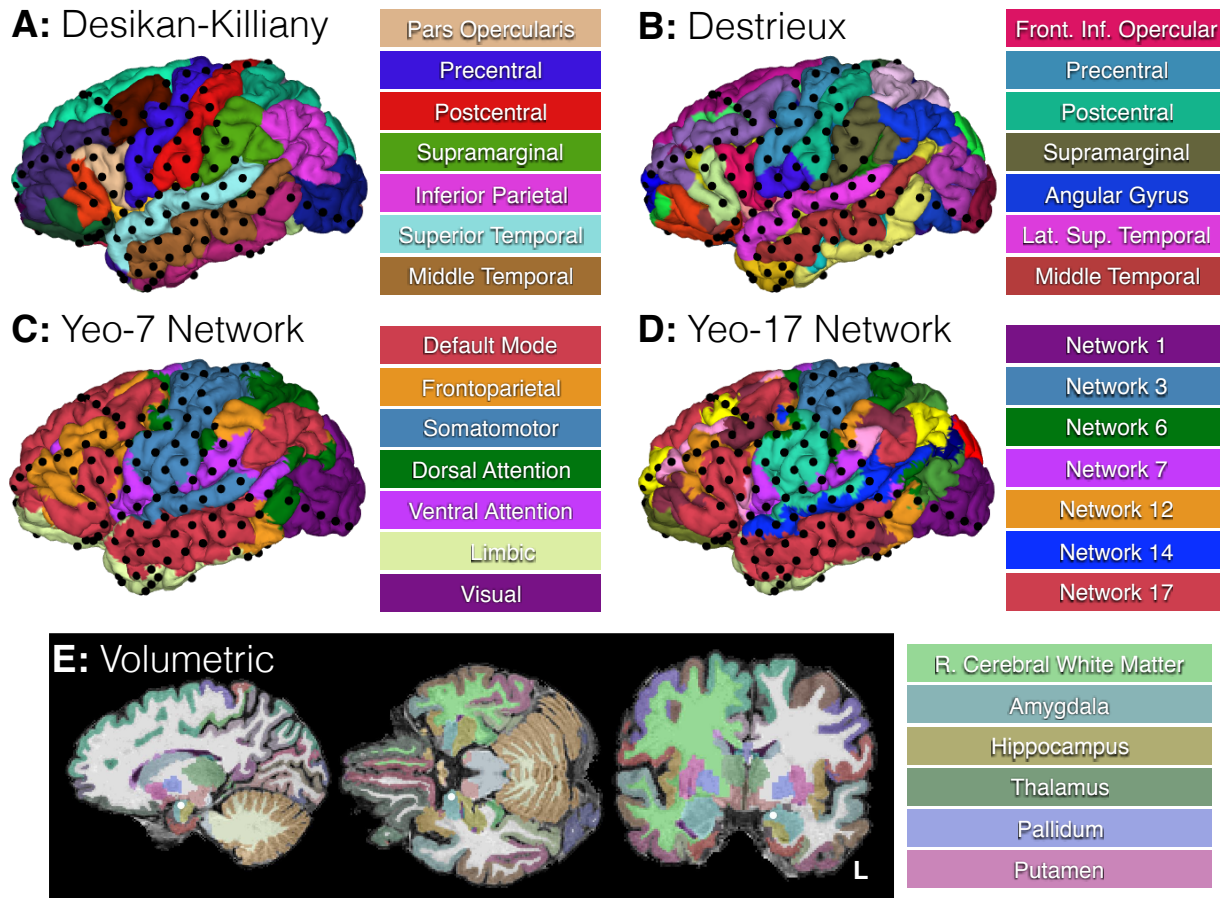 A: Desikan-Killiany
Pars Opercularis
Precentral
Postcentral
Supramarginal
Inferior Parietal
Superior Temporal
Middle Temporal
B: Destrieux
Front. Inf. Opercular
Precentral
Postcentral
Supramarginal
Angular Gyrus
Lat. Sup. Temporal
Middle Temporal
C: Yeo-7 Network
Default Mode
Frontoparietal
Somatomotor
Dorsal Attention
Ventral Attention
Limbic
Visual
D: Yeo-17 Network
Network 1
Network 3
Network 6
Network 7
Network 12
Network 14
Network 17
E: Volumetric
L
R. Cerebral White Matter
Amygdala
Hippocampus
Thalamus
Pallidum
Putamen